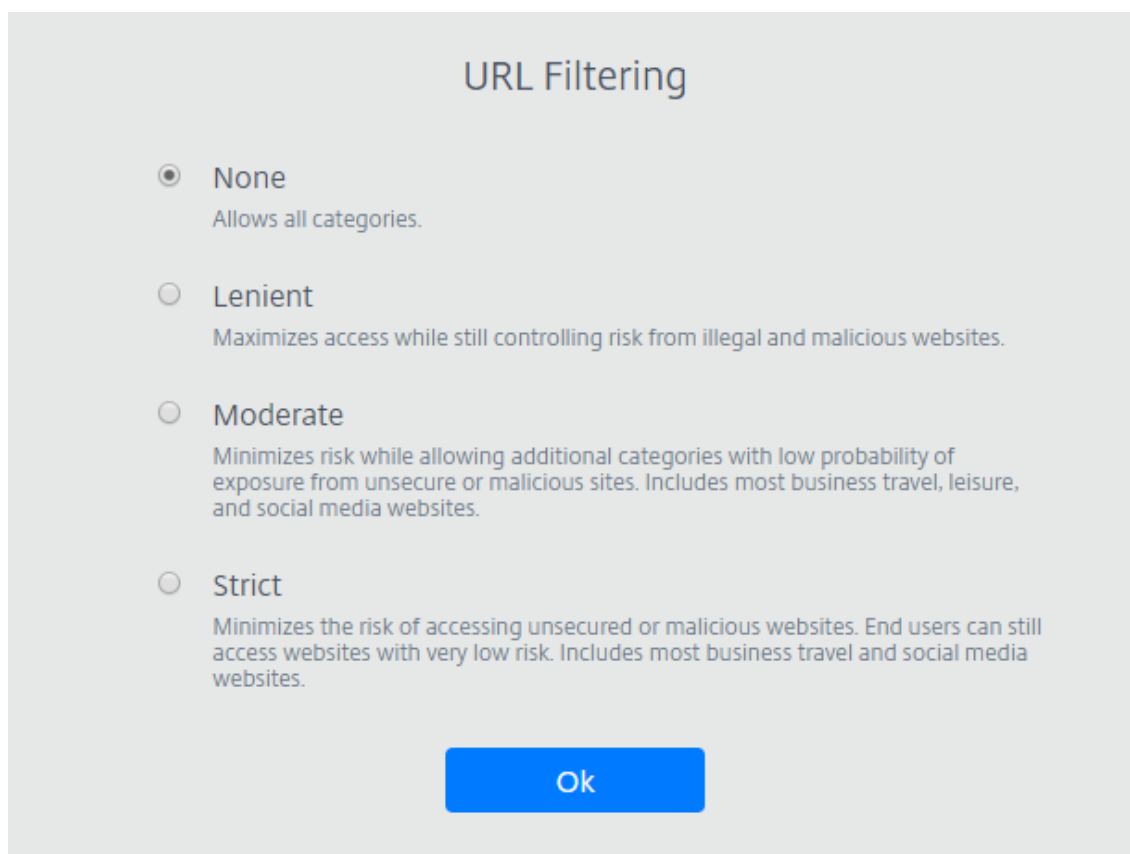 URL Filtering
None
Allows all categories.
Lenient
Maximizes access while still controlling risk from illegal and malicious websites.
Moderate
Minimizes risk while allowing additional categories with low probability of
exposure from unsecure or malicious sites. Includes most business travel, leisure,
and social media websites.
Strict
Minimizes the risk of accessing unsecured or malicious websites. End users can still
access websites with very low risk. Includes most business travel and social media
websites.
Ok